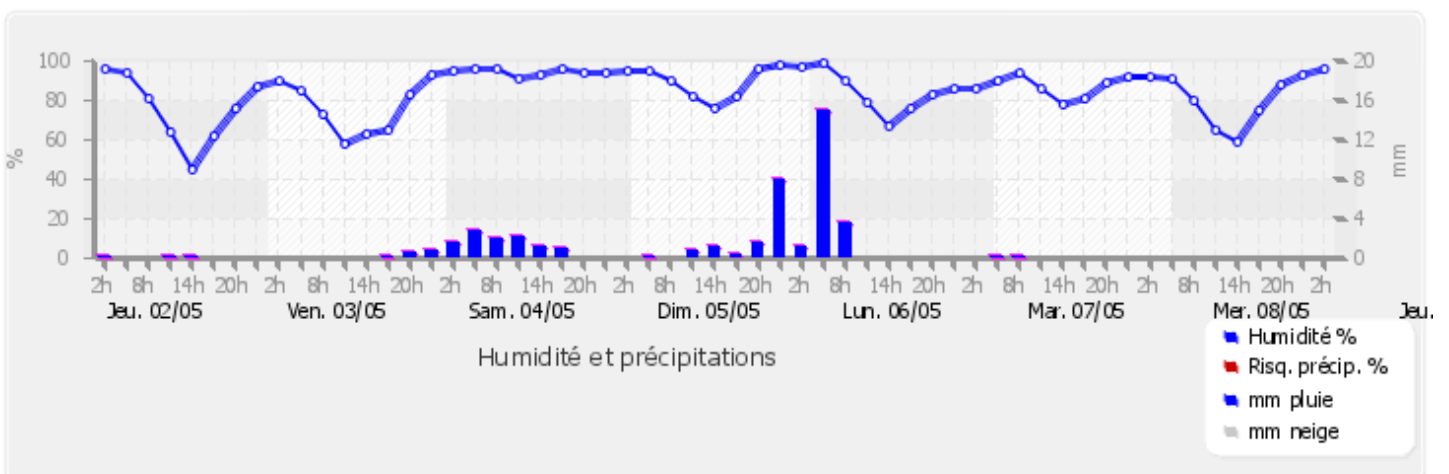 100 20
80 16
60 12
40 8
20 4
0 0
%
mm
2h 8h 14h 20h 2h 8h 14h 20h 2h 8h 14h 20h 2h 8h 14h 20h 2h 8h 14h 20h 2h 8h 14h 20h 2h 8h 14h 20h 2h
Jeu. 02/05 Ven. 03/05 Sam. 04/05 Dim. 05/05 Lun. 06/05 Mar. 07/05 Mer. 08/05 Jeu.
Humidité et précipitations
Humidité %
Risq. précip. %
mm pluie
mm neige